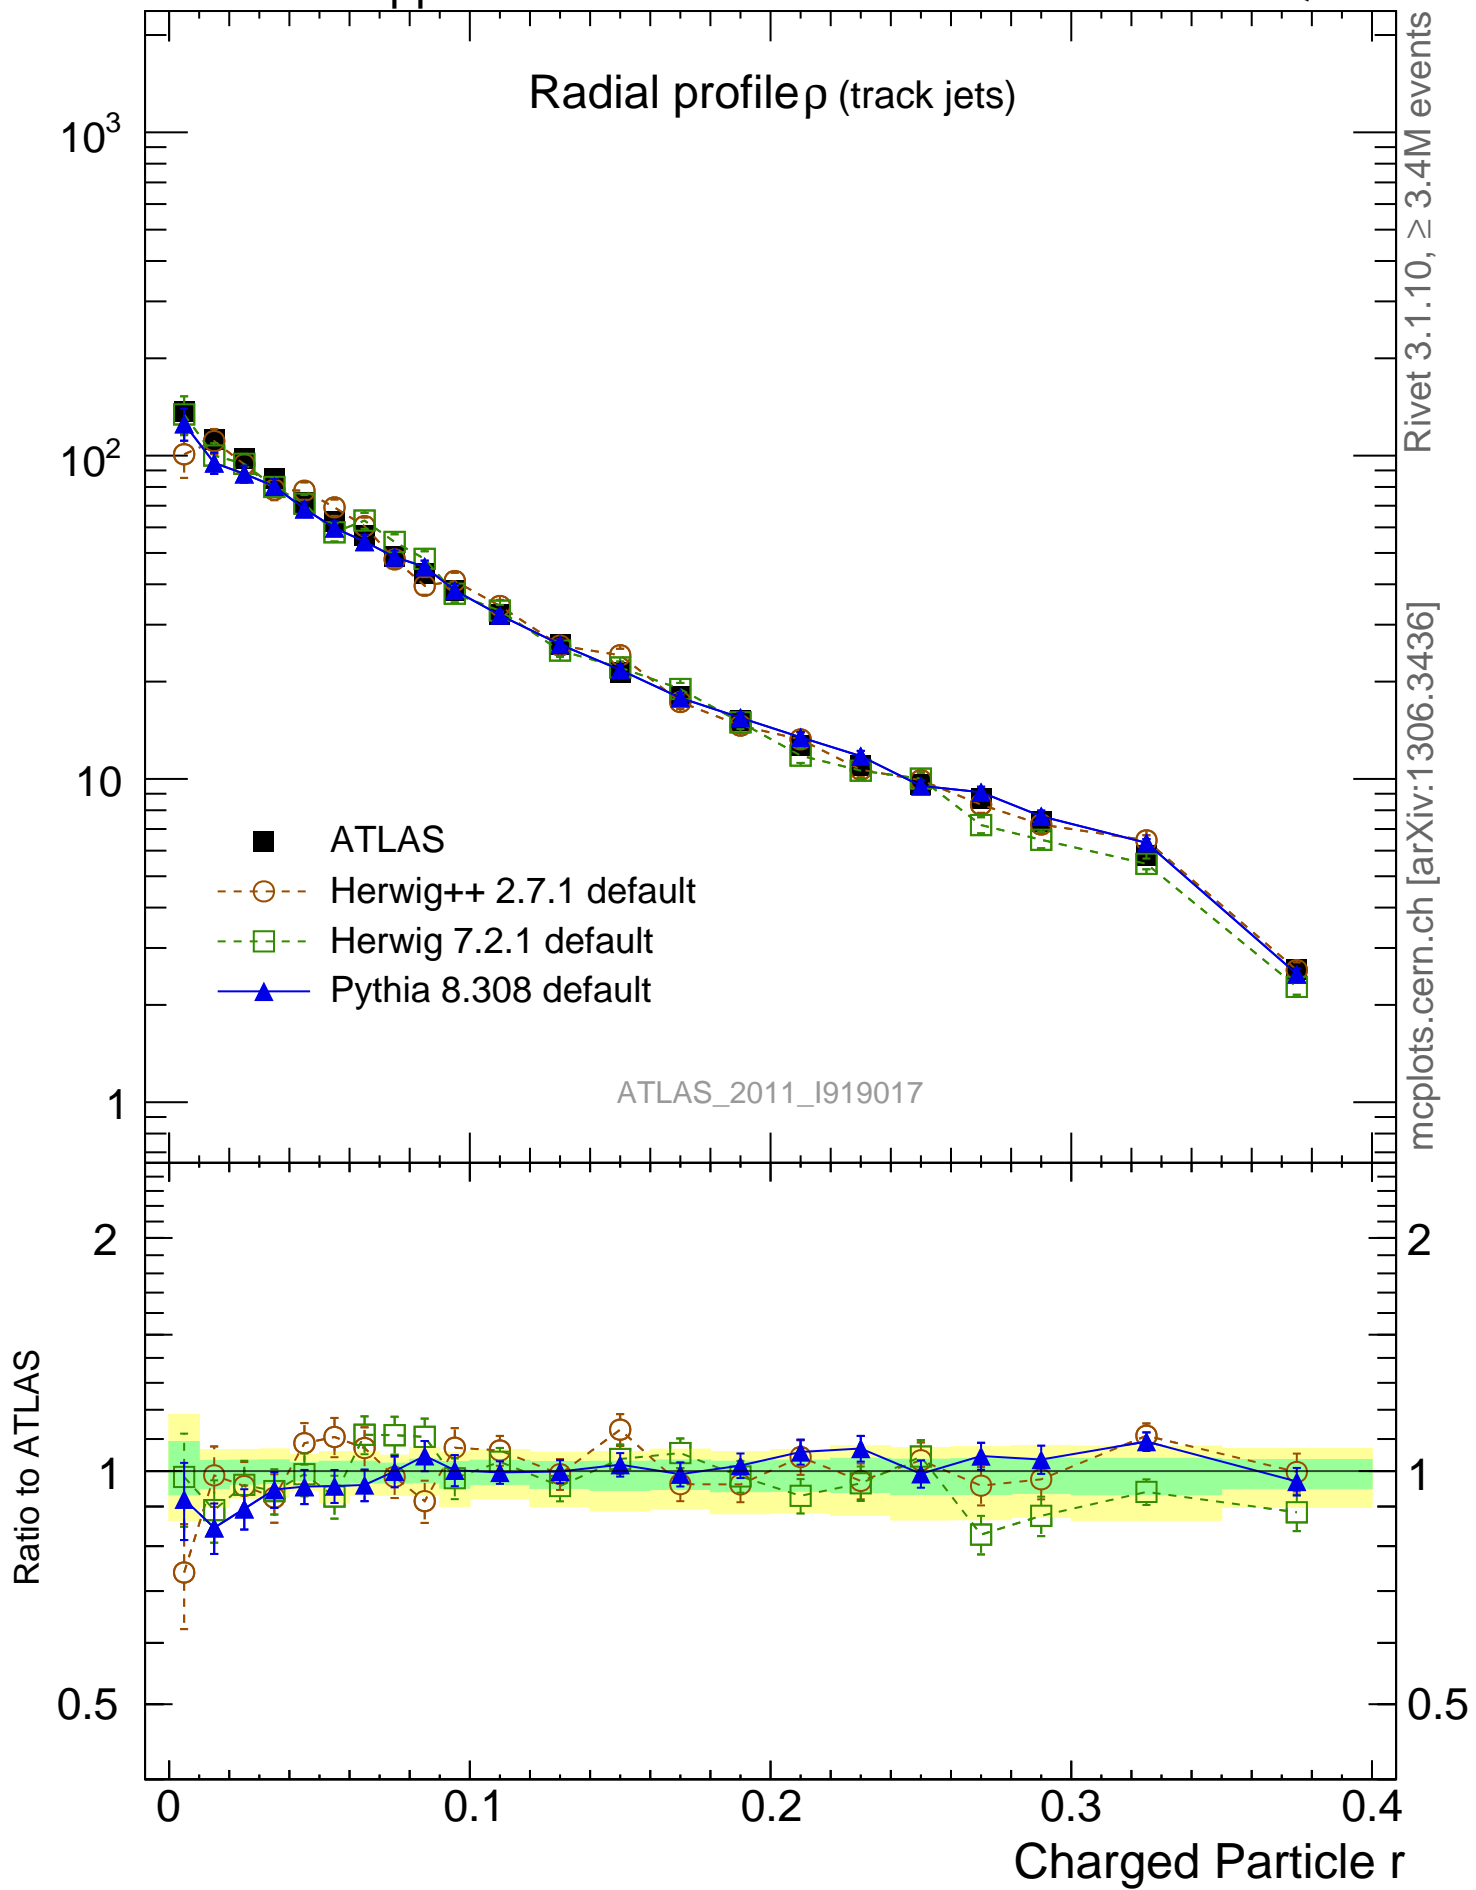 pp
Radial profile ρ (track jets)
10³
10²
10
1
ATLAS
Herwig++ 2.7.1 default
Herwig 7.2.1 default
Pythia 8.308 default
ATLAS_2011_I919017
Rivet 3.1.10, ≥ 3.4M events
mcplots.cern.ch [arXiv:1306.3436]
Ratio to ATLAS
2 2
1 1
0.5 0.5
0 0.1 0.2 0.3 0.4
Charged Particle r